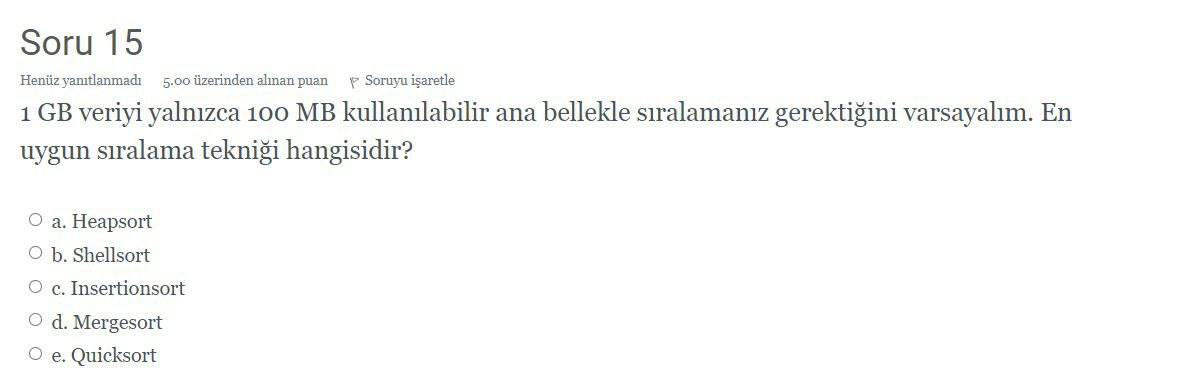 Soru 15
Henüz yanıtlanmadı 5.00 üzerinden alınan puan Soruyu işaretle
1 GB veriyi yalnızca 100 MB kullanılabilir ana bellekle sıralamanız gerektiğini varsayalım. En
uygun sıralama tekniği hangisidir?
a. Heapsort
b. Shellsort
c. Insertionsort
d. Mergesort
e. Quicksort